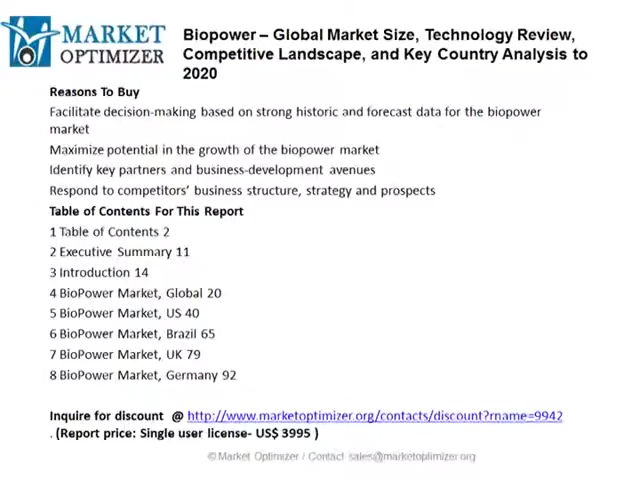 MARKET
OPTIMIZER
Biopower – Global Market Size, Technology Review,
Competitive Landscape, and Key Country Analysis to
2020
Reasons To Buy
Facilitate decision-making based on strong historic and forecast data for the biopower
market
Maximize potential in the growth of the biopower market
Identify key partners and business-development avenues
Respond to competitors’ business structure, strategy and prospects
Table of Contents For This Report
1 Table of Contents 2
2 Executive Summary 11
3 Introduction 14
4 BioPower Market, Global 20
5 BioPower Market, US 40
6 BioPower Market, Brazil 65
7 BioPower Market, UK 79
8 BioPower Market, Germany 92
Inquire for discount @ http://www.marketoptimizer.org/contacts/discount?rname=9942
. (Report price: Single user license- US$ 3995 )
© Market Optimizer / Contact sales@marketoptimizer.org